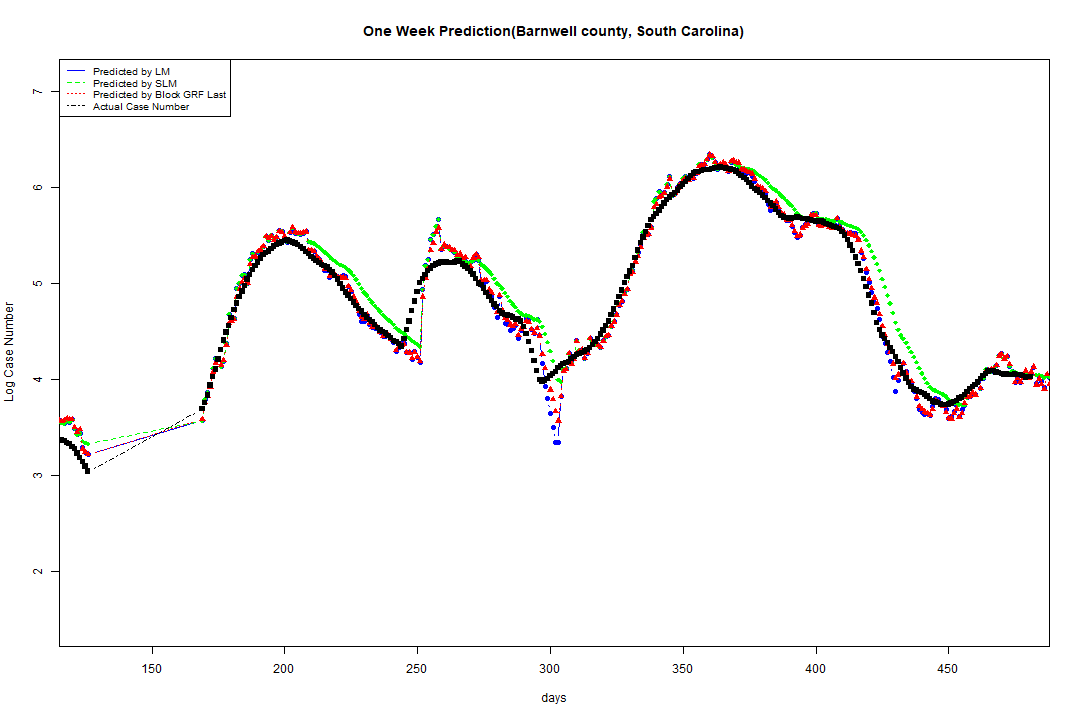 One Week Prediction(Barnwell county, South Carolina)
Predicted by LM
Predicted by SLM
Predicted by Block GRF Last
Actual Case Number
7
6
5
4
3
2
Log Case Number
150 200 250 300 350 400 450
days